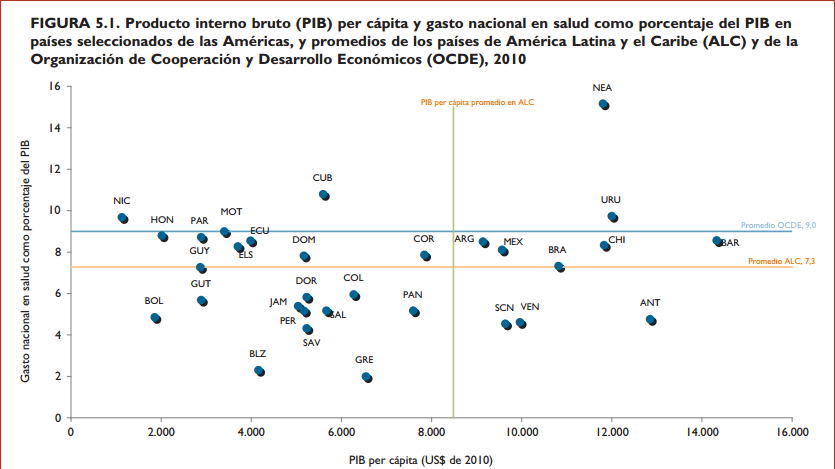 FIGURA 5.1. Producto interno bruto (PIB) per cápita y gasto nacional en salud como porcentaje del PIB en
países seleccionados de las Américas, y promedios de los países de América Latina y el Caribe (ALC) y de la
Organización de Cooperación y Desarrollo Económicos (OCDE), 2010
Gasto nacional en salud como porcentaje del PIB
16
14
12
10
8
6
4
2
0
PIB per cápita promedio en ALC
NEA
CUB
NIC
URU
MOT
HON
PAR
ECU
Promedio OCDE, 9,0
DOM
COR
ARG
MEX
CHI
BAR
GUY
ELS
BRA
Promedio ALC, 7,3
GUT
DOR
COL
BOL
JAM
PAN
SCN
VEN
ANT
PER
SAL
SAV
BLZ
GRE
0
2.000
4.000
6.000
8.000
10.000
12.000
14.000
16.000
PIB per cápita (US$ de 2010)